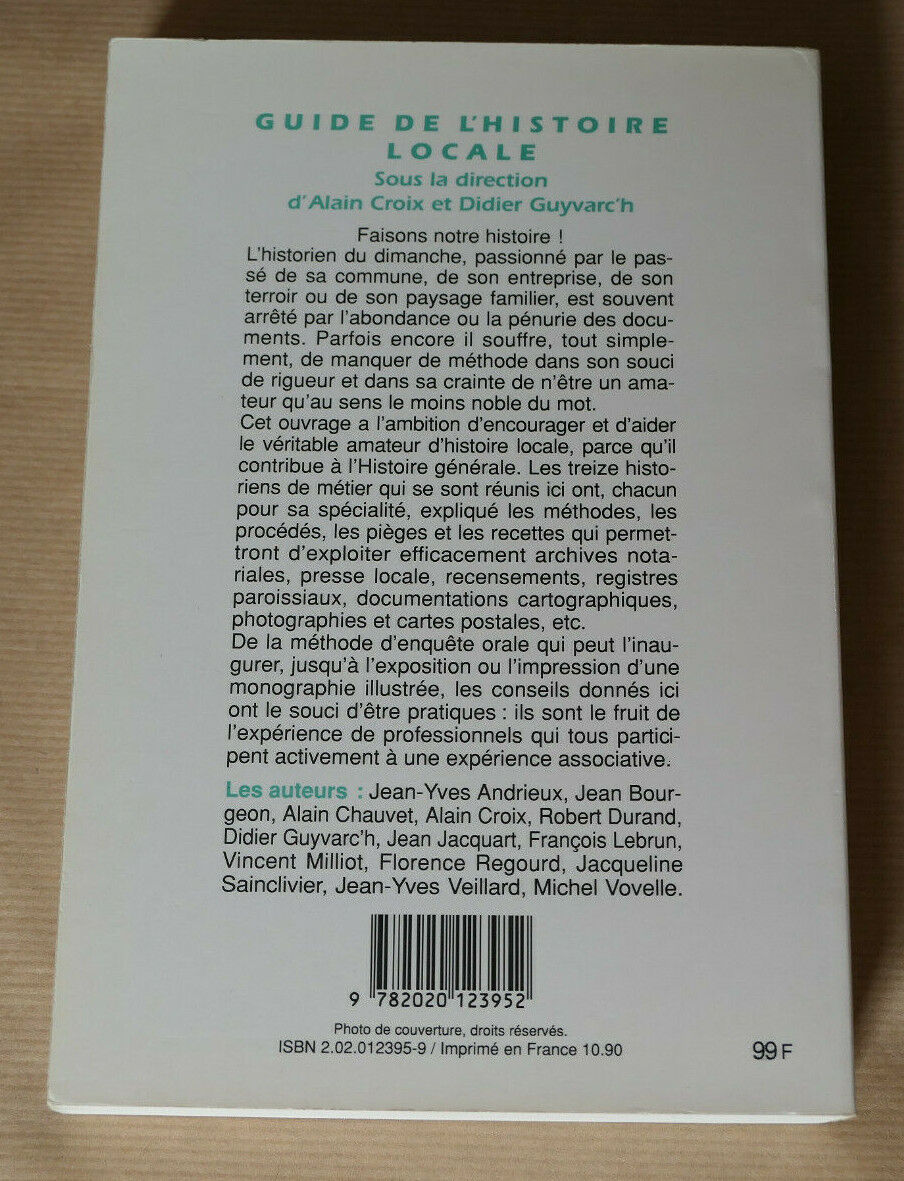 GUIDE DE L'HISTOIRE
LOCALE
Sous la direction
d'Alain Croix et Didier Guyvarc'h
Faisons notre histoire !
L'historien du dimanche, passionné par le pas-
sé de sa commune, de son entreprise, de son
terroir ou de son paysage familier, est souvent
arrêté par l'abondance ou la pénurie des docu-
ments. Parfois encore il souffre, tout simple-
ment, de manquer de méthode dans son souci
de rigueur et dans sa crainte de n'être un ama-
teur qu'au sens le moins noble du mot.
Cet ouvrage a l'ambition d'encourager et d'aider
le véritable amateur d'histoire locale, parce qu'il
contribue à l'Histoire générale. Les treize histo-
riens de métier qui se sont réunis ici ont, chacun
pour sa spécialité, expliqué les méthodes, les
procédés, les pièges et les recettes qui permet-
tront d'exploiter efficacement archives nota-
riales, presse locale, recensements, registres
paroissiaux, documentations cartographiques,
photographies et cartes postales, etc.
De la méthode d'enquête orale qui peut l'inau-
gurer, jusqu'à l'exposition ou l'impression d'une
monographie illustrée, les conseils donnés ici
ont le souci d'être pratiques : ils sont le fruit de
l'expérience de professionnels qui tous partici-
pent activement à une expérience associative.
Les auteurs : Jean-Yves Andrieux, Jean Bour-
geon, Alain Chauvet, Alain Croix, Robert Durand,
Didier Guyvarc'h, Jean Jacquart, François Lebrun,
Vincent Milliot, Florence Regourd, Jacqueline
Sainclivier, Jean-Yves Veillard, Michel Vovelle.
9 782020 123952
Photo de couverture, droits réservés.
ISBN 2.02.012395-9 / Imprimé en France 10.90
99 F